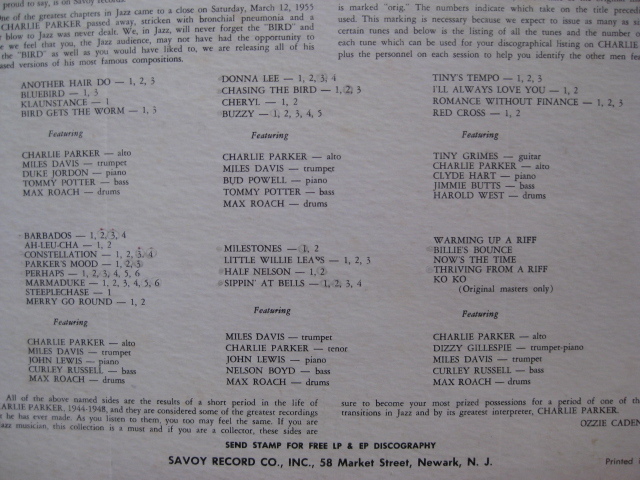 proud to say, is on Savoy records
One of the greatest chapters in Jazz came to a close on Saturday, March 12, 1955
CHARLIE PARKER passed away, stricken with bronchial pneumonia and a
blow to Jazz was never dealt. We, in Jazz, will never forget the "BIRD" and
we feel that you, the Jazz audience, may not have had the opportunity to
the "BIRD" as well as you would have liked to, we are releasing all of his
versions of his most famous compositions.
is marked "orig." The numbers indicate which take on the title preced
used. This marking is necessary because we expect to issue as many as
certain tunes and below is the listing of all the tunes and the number o
each tune which can be used for your discographical listing on CHARLIE
plus the personnel on each session to help you identify the other men fea
ANOTHER HAIR DO — 1, 2, 3
BLUEBIRD — 1, 3
KLAUNSTANCE — 1
BIRD GETS THE WORM — 1, 3
Featuring
CHARLIE PARKER — alto
MILES DAVIS — trumpet
DUKE JORDON — piano
TOMMY POTTER — bass
MAX ROACH — drums
DONNA LEE — 1, 2, 3, 4
CHASING THE BIRD — 1, 2, 3
CHERYL — 1, 2
BUZZY — 1, 2, 3, 4, 5
Featuring
CHARLIE PARKER — alto
MILES DAVIS — trumpet
BUD POWELL — piano
TOMMY POTTER — bass
MAX ROACH — drums
TINY'S TEMPO — 1, 2, 3
I'LL ALWAYS LOVE YOU — 1, 2
ROMANCE WITHOUT FINANCE — 1, 2, 3
RED CROSS — 1, 2
Featuring
TINY GRIMES — guitar
CHARLIE PARKER — alto
CLYDE HART — piano
JIMMIE BUTTS — bass
HAROLD WEST — drums
BARBADOS — 1, 2, 3, 4
AH-LEU-CHA — 1, 2
CONSTELLATION — 1, 2, 3, 4
PARKER'S MOOD — 1, 2, 3
PERHAPS — 1, 2, 3, 4, 5, 6
MARMADUKE — 1, 2, 3, 4, 5, 6
STEEPLECHASE — 1
MERRY GO ROUND — 1, 2
Featuring
CHARLIE PARKER — alto
MILES DAVIS — trumpet
JOHN LEWIS — piano
CURLEY RUSSELL — bass
MAX ROACH — drums
MILESTONES — 1, 2
LITTLE WILLIE LEAPS — 1, 2, 3
HALF NELSON — 1, 2
SIPPIN' AT BELLS — 1, 2, 3, 4
Featuring
MILES DAVIS — trumpet
CHARLIE PARKER — tenor
JOHN LEWIS — piano
NELSON BOYD — bass
MAX ROACH — drums
WARMING UP A RIFF
BILLIE'S BOUNCE
NOW'S THE TIME
THRIVING FROM A RIFF
KO KO
(Original masters only)
Featuring
CHARLIE PARKER — alto
DIZZY GILLESPIE — trumpet-piano
MILES DAVIS — trumpet
CURLEY RUSSELL — bass
MAX ROACH — drums
All of the above named sides are the results of a short period in the life of
ARLIE PARKER, 1944-1948, and they are considered some of the greatest recordings
he has ever made. As you listen to them, you too may feel the same. If you are
Jazz musician, this collection is a must and if you are a collector, these sides are
sure to become your most prized possessions for a period of one of th
transitions in Jazz and by its greatest interpreter, CHARLIE PARKER.
OZZIE CADEN
SEND STAMP FOR FREE LP & EP DISCOGRAPHY
SAVOY RECORD CO., INC., 58 Market Street, Newark, N. J.
Printed